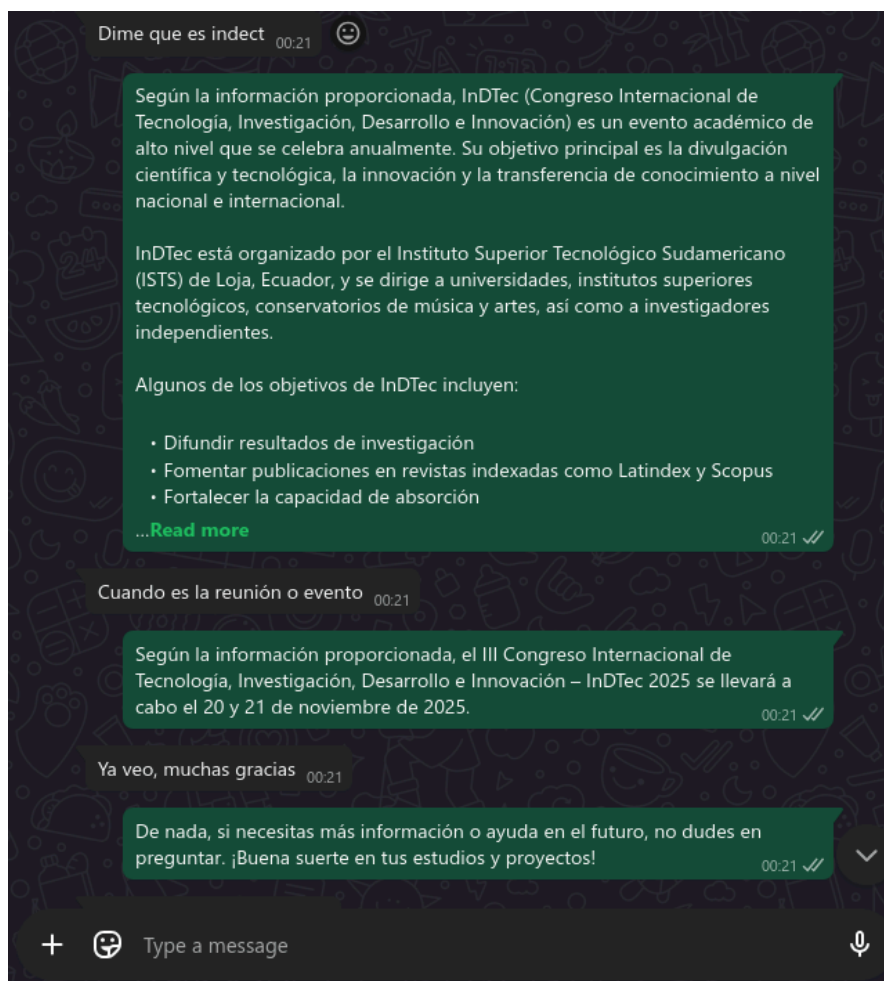 Dime que es indect 00:21
Según la información proporcionada, InDTec (Congreso Internacional de
Tecnología, Investigación, Desarrollo e Innovación) es un evento académico de
alto nivel que se celebra anualmente. Su objetivo principal es la divulgación
científica y tecnológica, la innovación y la transferencia de conocimiento a nivel
nacional e internacional.
InDTec está organizado por el Instituto Superior Tecnológico Sudamericano
(ISTS) de Loja, Ecuador, y se dirige a universidades, institutos superiores
tecnológicos, conservatorios de música y artes, así como a investigadores
independientes.
Algunos de los objetivos de InDTec incluyen:
• Difundir resultados de investigación
• Fomentar publicaciones en revistas indexadas como Latindex y Scopus
• Fortalecer la capacidad de absorción
...Read more
00:21
Cuando es la reunión o evento 00:21
Según la información proporcionada, el III Congreso Internacional de
Tecnología, Investigación, Desarrollo e Innovación – InDTec 2025 se llevará a
cabo el 20 y 21 de noviembre de 2025.
00:21
Ya veo, muchas gracias 00:21
De nada, si necesitas más información o ayuda en el futuro, no dudes en
preguntar. ¡Buena suerte en tus estudios y proyectos!
00:21
Type a message